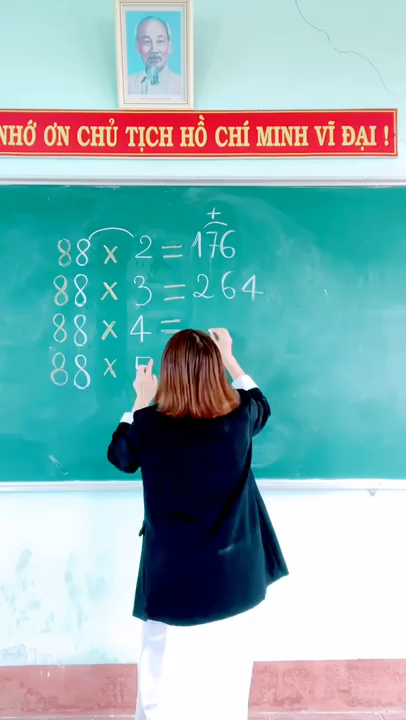 NHỚ ƠN CHỦ TỊCH HỒ CHÍ MINH VĨ ĐẠI !
+
88 × 2 = 176
88 × 3 = 264
88 × 4 =
88 ×